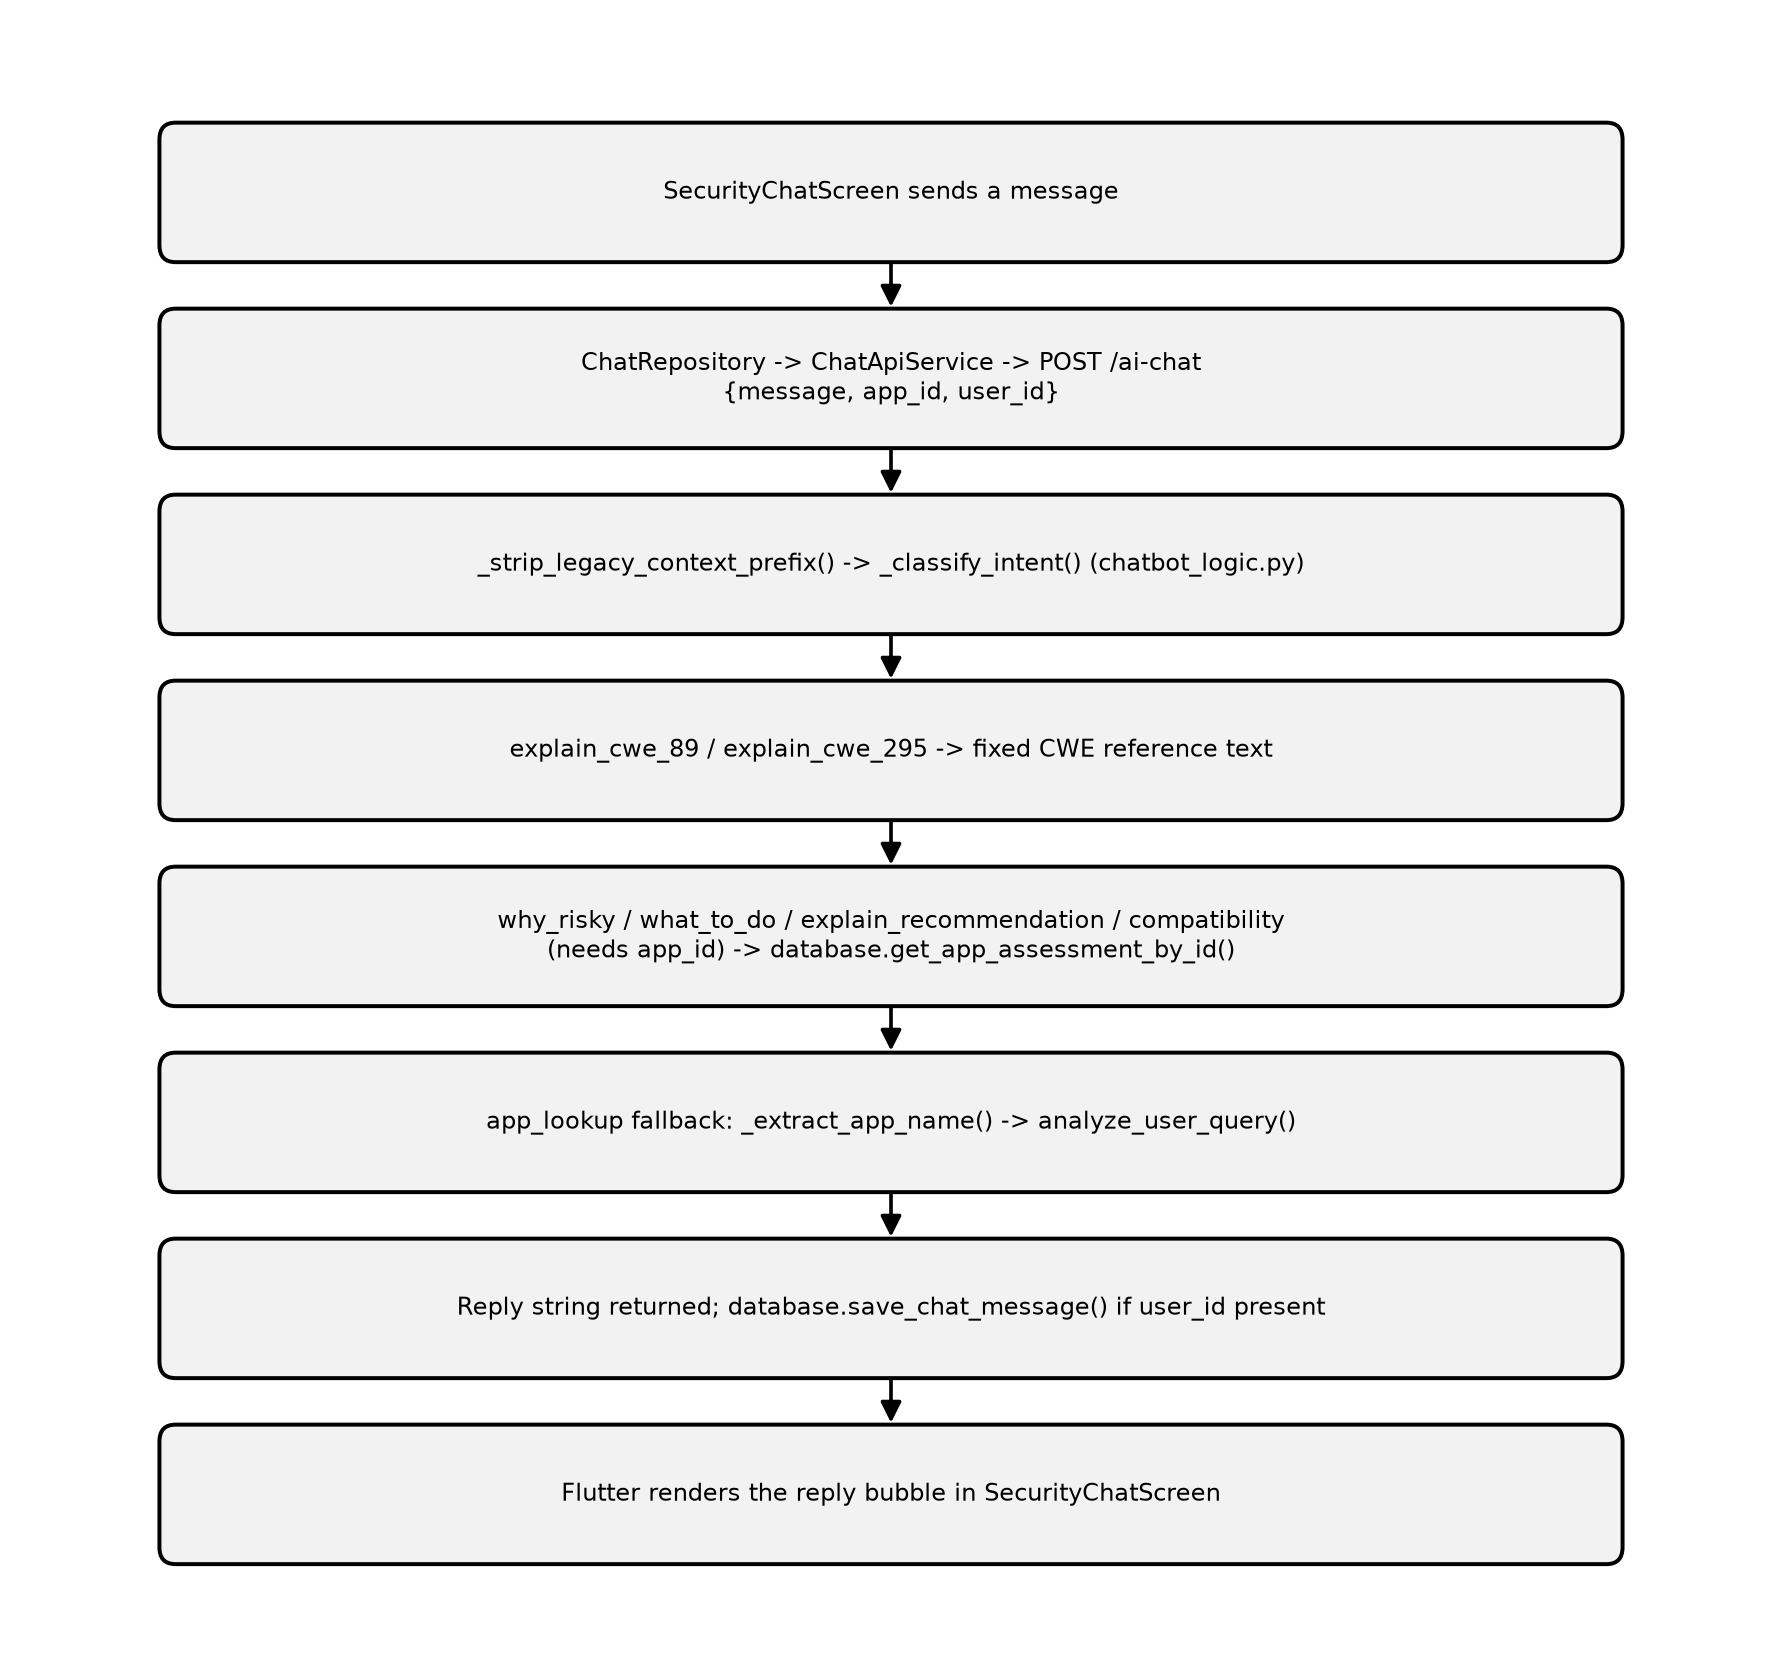 SecurityChatScreen sends a message
ChatRepository -> ChatApiService -> POST /ai-chat
{message, app_id, user_id}
_strip_legacy_context_prefix() -> _classify_intent() (chatbot_logic.py)
explain_cwe_89 / explain_cwe_295 -> fixed CWE reference text
why_risky / what_to_do / explain_recommendation / compatibility
(needs app_id) -> database.get_app_assessment_by_id()
app_lookup fallback: _extract_app_name() -> analyze_user_query()
Reply string returned; database.save_chat_message() if user_id present
Flutter renders the reply bubble in SecurityChatScreen